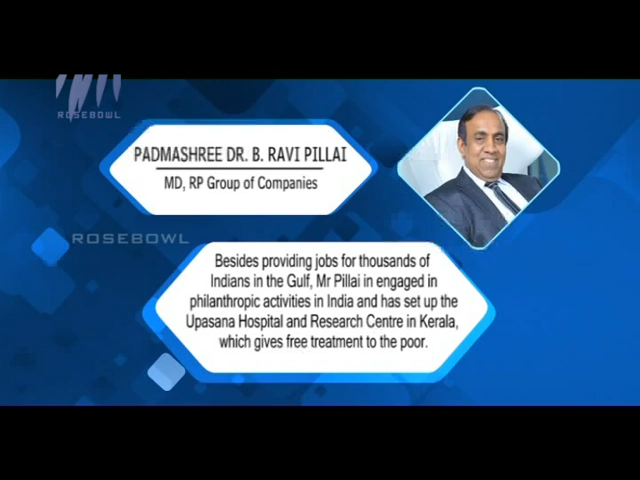 ROSEBOWL
PADMASHREE DR. B. RAVI PILLAI
MD, RP Group of Companies
ROSEBOWL
Besides providing jobs for thousands of
Indians in the Gulf, Mr Pillai in engaged in
philanthropic activities in India and has set up the
Upasana Hospital and Research Centre in Kerala,
which gives free treatment to the poor.